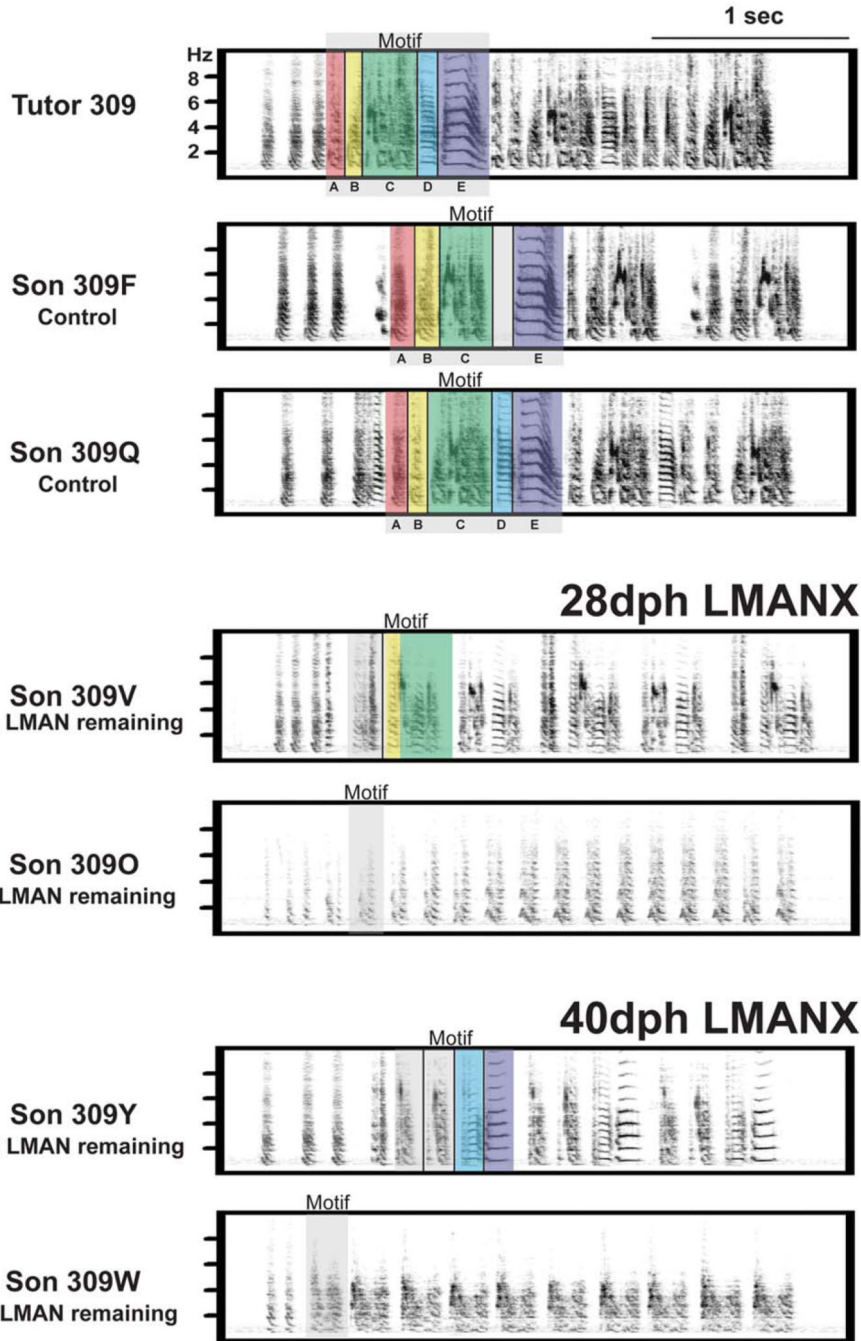 1 sec
Motif
Hz
8
6
4
2
Tutor 309
A B C D E
Motif
Son 309F
Control
A B C E
Motif
Son 309Q
Control
A B C D E
28dph LMANX
Motif
Son 309V
LMAN remaining
Motif
Son 309O
LMAN remaining
40dph LMANX
Motif
Son 309Y
LMAN remaining
Motif
Son 309W
LMAN remaining